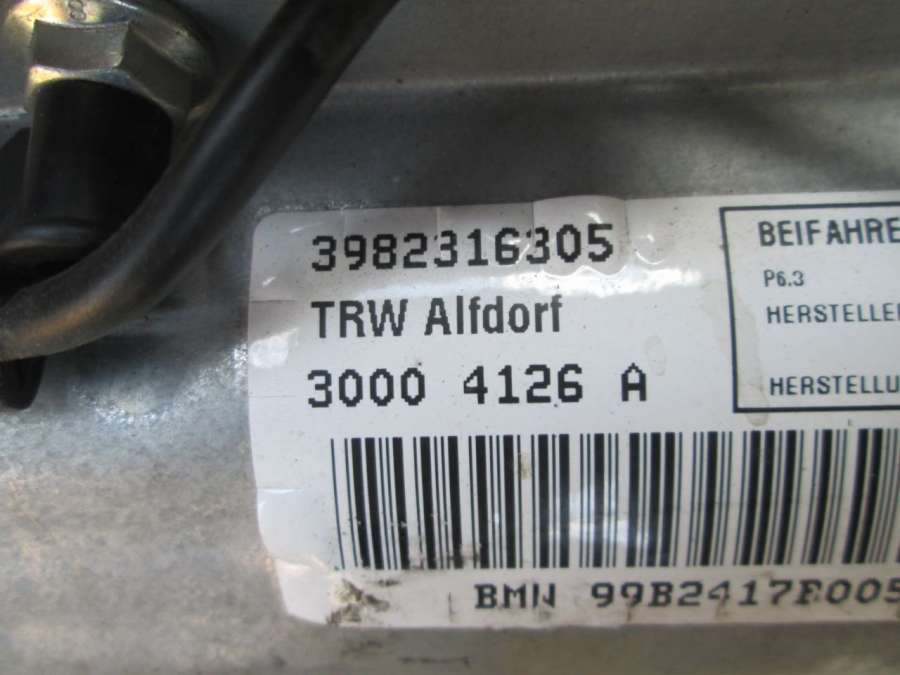 3982316305
TRW Alfdorf
3000 4126 A
BEIFAHRE
P6.3
HERSTELLER
HERSTELLU
BMW 99B2417E005